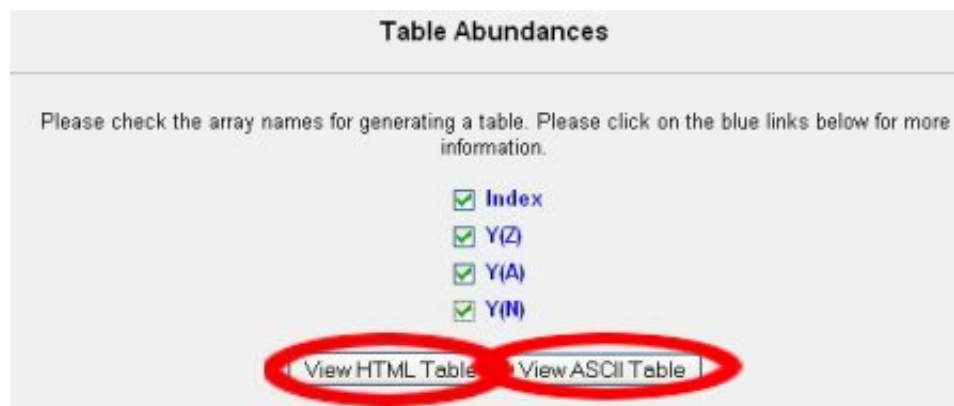 Table Abundances
Please check the array names for generating a table. Please click on the blue links below for more
information.
Index
Y(Z)
Y(A)
Y(N)
View HTML Table View ASCII Table